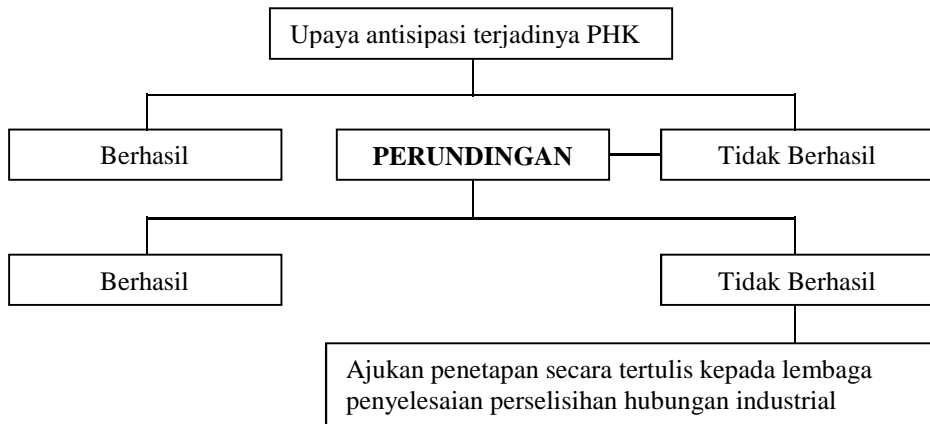 Upaya antisipasi terjadinya PHK
Berhasil
PERUNDINGAN
Tidak Berhasil
Berhasil
Tidak Berhasil
Ajukan penetapan secara tertulis kepada lembaga
penyelesaian perselisihan hubungan industrial